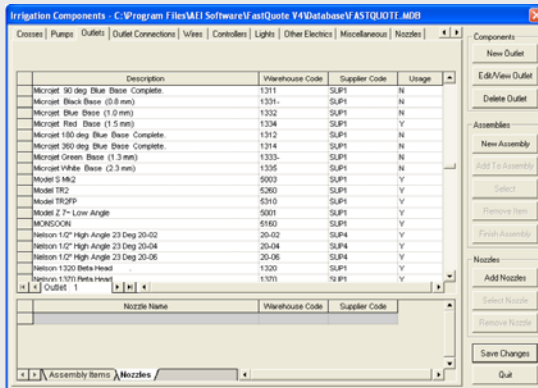 Irrigation Components - C:\Program Files\AEI Software\FastQuote V4\Database\FASTQUOTE.MDB
Crosses Pumps Outlets Outlet Connections Wires Controllers Lights Other Electrics Miscellaneous Nozzles
Description Warehouse Code Supplier Code Usage
Microjet 90 deg Blue Base Complete. 1311 SUP1 N
Microjet Black Base (0.8 mm) 1331- SUP1 N
Microjet Blue Base (1.0 mm) 1332 SUP1 N
Microjet Red Base (1.5 mm) 1334 SUP1 Y
Microjet 180 deg Blue Base Complete. 1312 SUP1 N
Microjet 360 deg Blue Base Complete. 1314 SUP1 N
Microjet Green Base (1.3 mm) 1333- SUP1 N
Microjet White Base (2.3 mm) 1335 SUP1 N
Model S Mk2 5003 SUP1 Y
Model TR2 5260 SUP1 Y
Model TR2FP 5310 SUP1 Y
Model Z 7~ Low Angle 5001 SUP1 Y
MONSOON 5160 SUP1 Y
Nelson 1/2" High Angle 23 Deg 20-02 20-02 SUP4 Y
Nelson 1/2" High Angle 23 Deg 20-04 20-04 SUP4 Y
Nelson 1/2" High Angle 23 Deg 20-06 20-06 SUP4 Y
Nelson 1320 Beta Head 1320 SUP1 Y
Nelson 1370 Beta Head 1370 SUP1 Y
Outlet 1
Nozzle Name Warehouse Code Supplier Code
Assembly Items Nozzles
Components
New Outlet
Edit/View Outlet
Delete Outlet
Assemblies
New Assembly
Add To Assembly
Select
Remove Item
Finish Assembly
Nozzles
Add Nozzles
Select Nozzle
Remove Nozzle
Save Changes
Quit